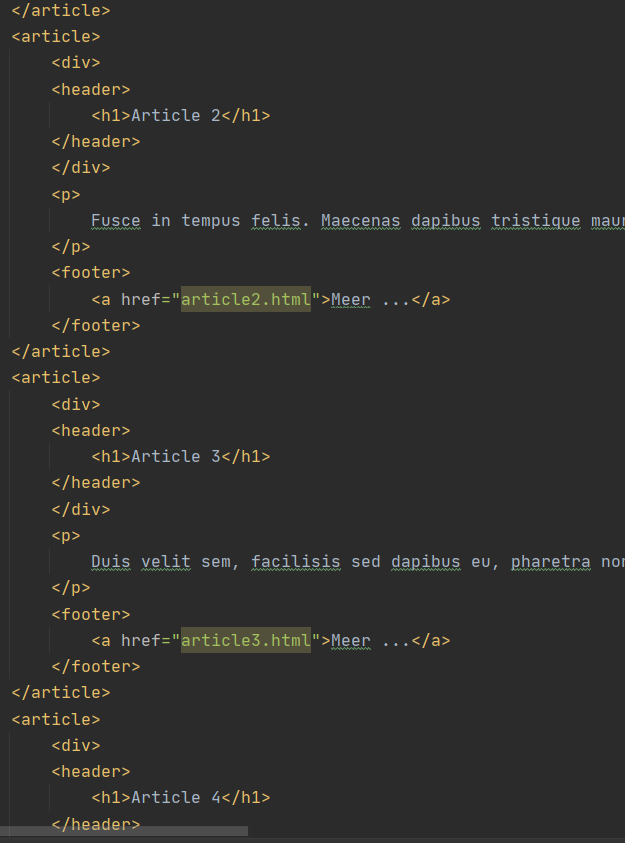 </article>
<article>
<div>
<header>
<h1>Article 2</h1>
</header>
</div>
<p>
Fusce in tempus felis. Maecenas dapibus tristique
</p>
<footer>
<a href="article2.html">Meer ...</a>
</footer>
</article>
<article>
<div>
<header>
<h1>Article 3</h1>
</header>
</div>
<p>
Duis velit sem, facilisis sed dapibus eu, pharetra
</p>
<footer>
<a href="article3.html">Meer ...</a>
</footer>
</article>
<article>
<div>
<header>
<h1>Article 4</h1>
</header>